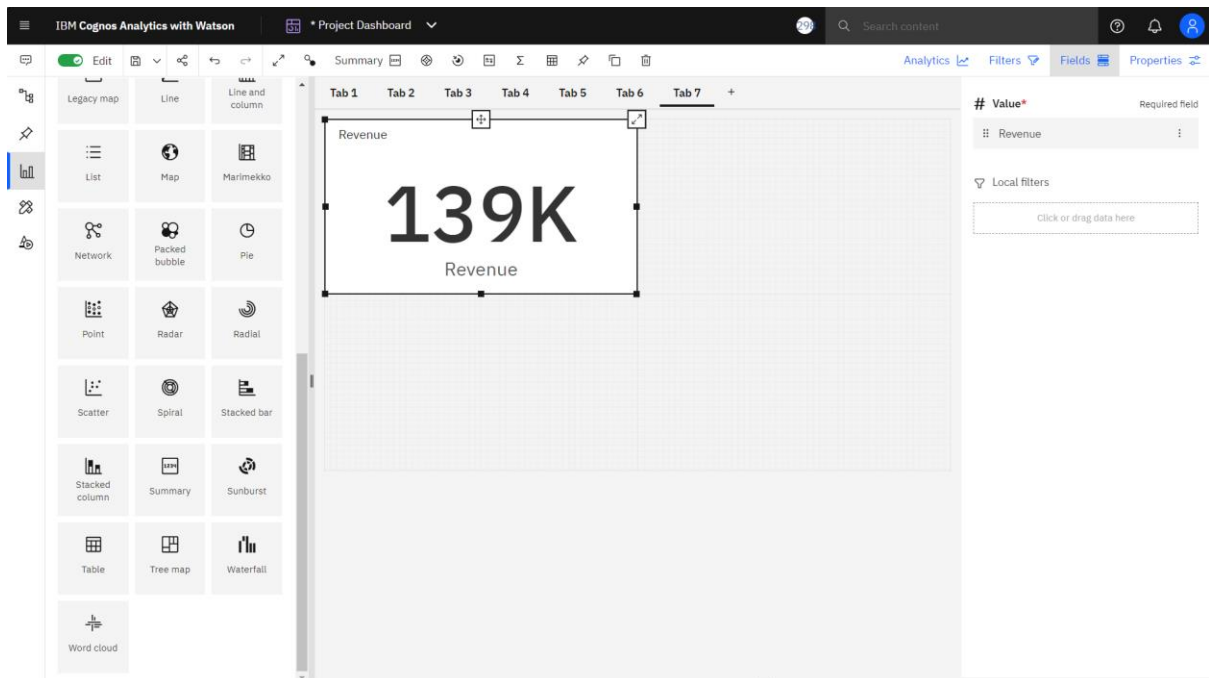 IBM Cognos Analytics with Watson
* Project Dashboard
298
Search content
Edit
Summary
Analytics
Filters
Fields
Properties
Legacy map
Line
Line and column
List
Map
Marimekko
Network
Packed bubble
Pie
Point
Radar
Radial
Scatter
Spiral
Stacked bar
Stacked column
Summary
Sunburst
Table
Tree map
Waterfall
Word cloud
Tab 1
Tab 2
Tab 3
Tab 4
Tab 5
Tab 6
Tab 7
+
Revenue
139K
Revenue
# Value*
Required field
Revenue
Local filters
Click or drag data here